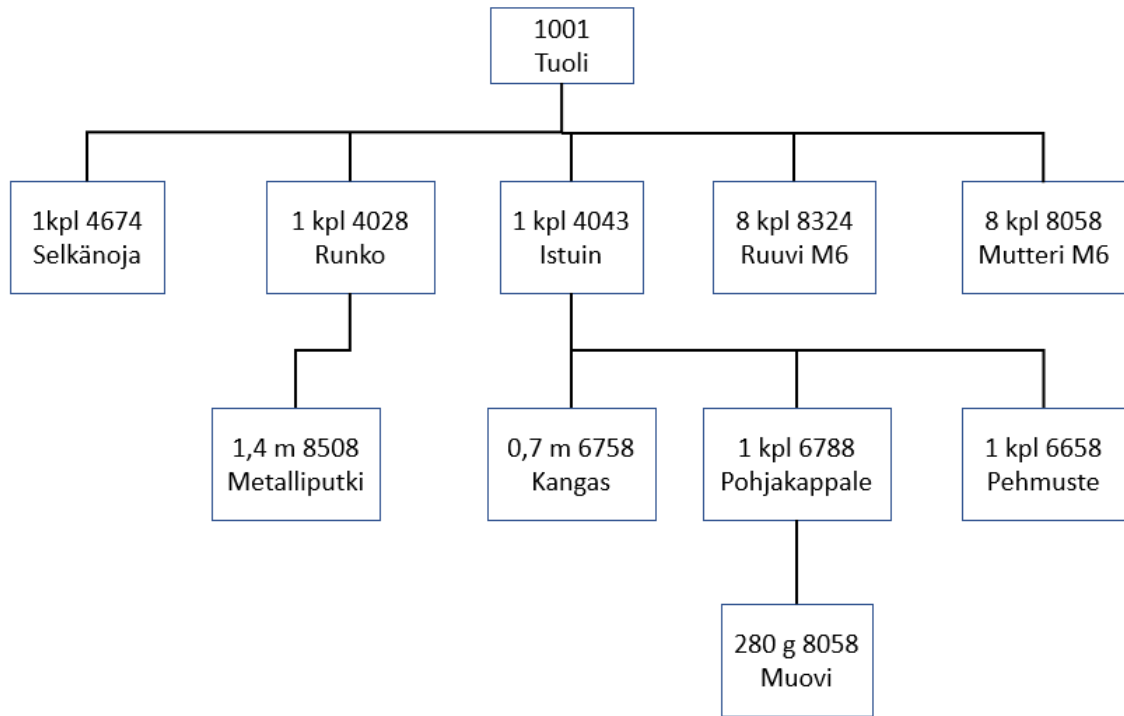 1001
Tuoli
1kpl 4674
Selkänoja
1 kpl 4028
Runko
1 kpl 4043
Istuin
8 kpl 8324
Ruuvi M6
8 kpl 8058
Mutteri M6
1,4 m 8508
Metalliputki
0,7 m 6758
Kangas
1 kpl 6788
Pohjakappale
1 kpl 6658
Pehmuste
280 g 8058
Muovi